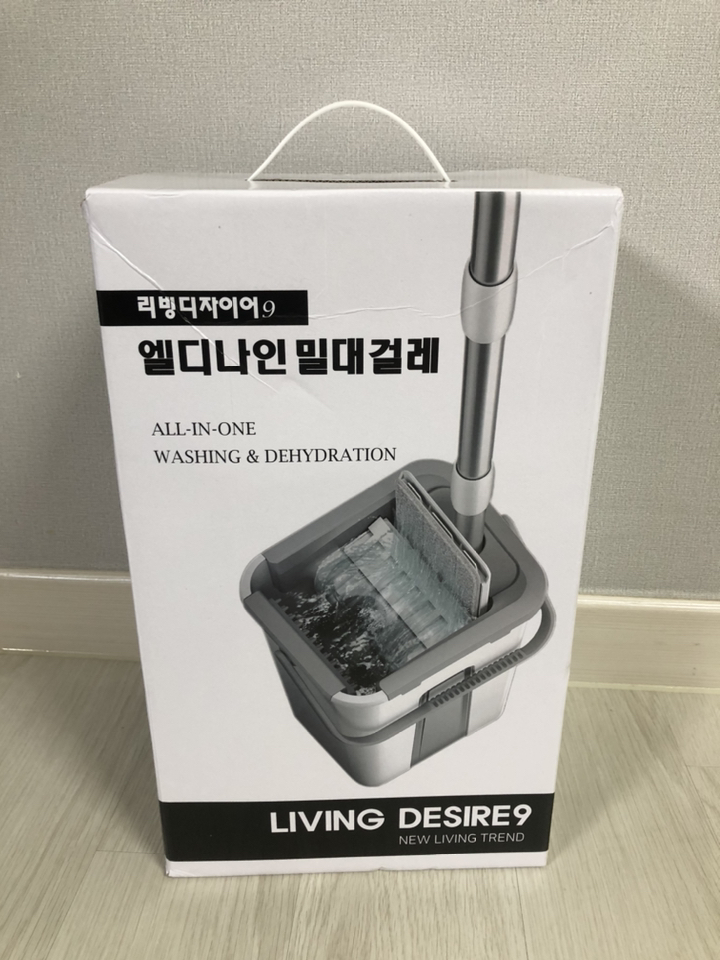 리빙디자이어9
엘디나인 밀대걸레
ALL-IN-ONE
WASHING & DEHYDRATION
LIVING DESIRE9
NEW LIVING TREND